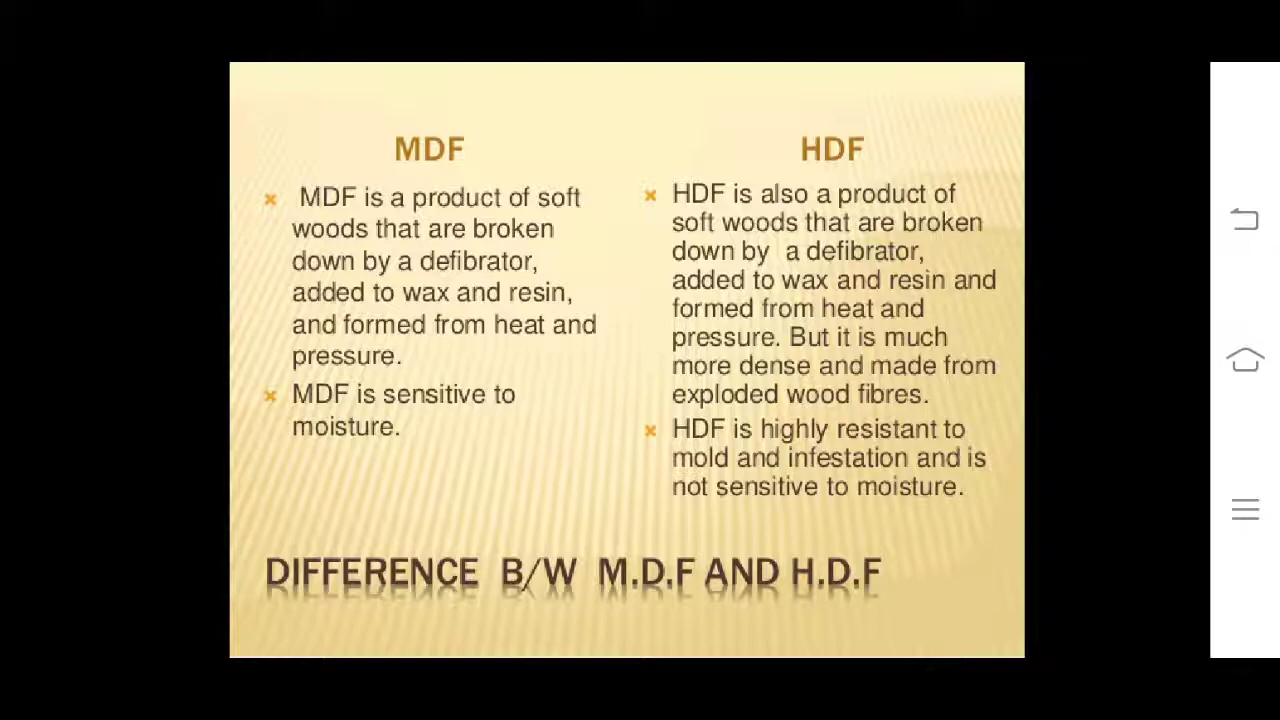 MDF
MDF is a product of soft
woods that are broken
down by a defibrator,
added to wax and resin,
and formed from heat and
pressure.
MDF is sensitive to
moisture.
HDF
HDF is also a product of
soft woods that are broken
down by a defibrator,
added to wax and resin and
formed from heat and
pressure. But it is much
more dense and made from
exploded wood fibres.
HDF is highly resistant to
mold and infestation and is
not sensitive to moisture.
DIFFERENCE B/W M.D.F AND H.D.F